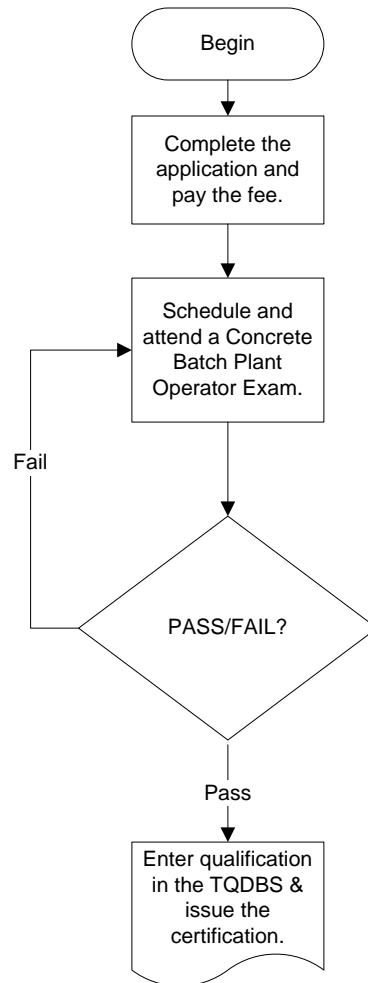 Begin
Complete the
application and
pay the fee.
Schedule and
attend a Concrete
Batch Plant
Operator Exam.
Fail
PASS/FAIL?
Pass
Enter qualification
in the TQDBS &
issue the
certification.